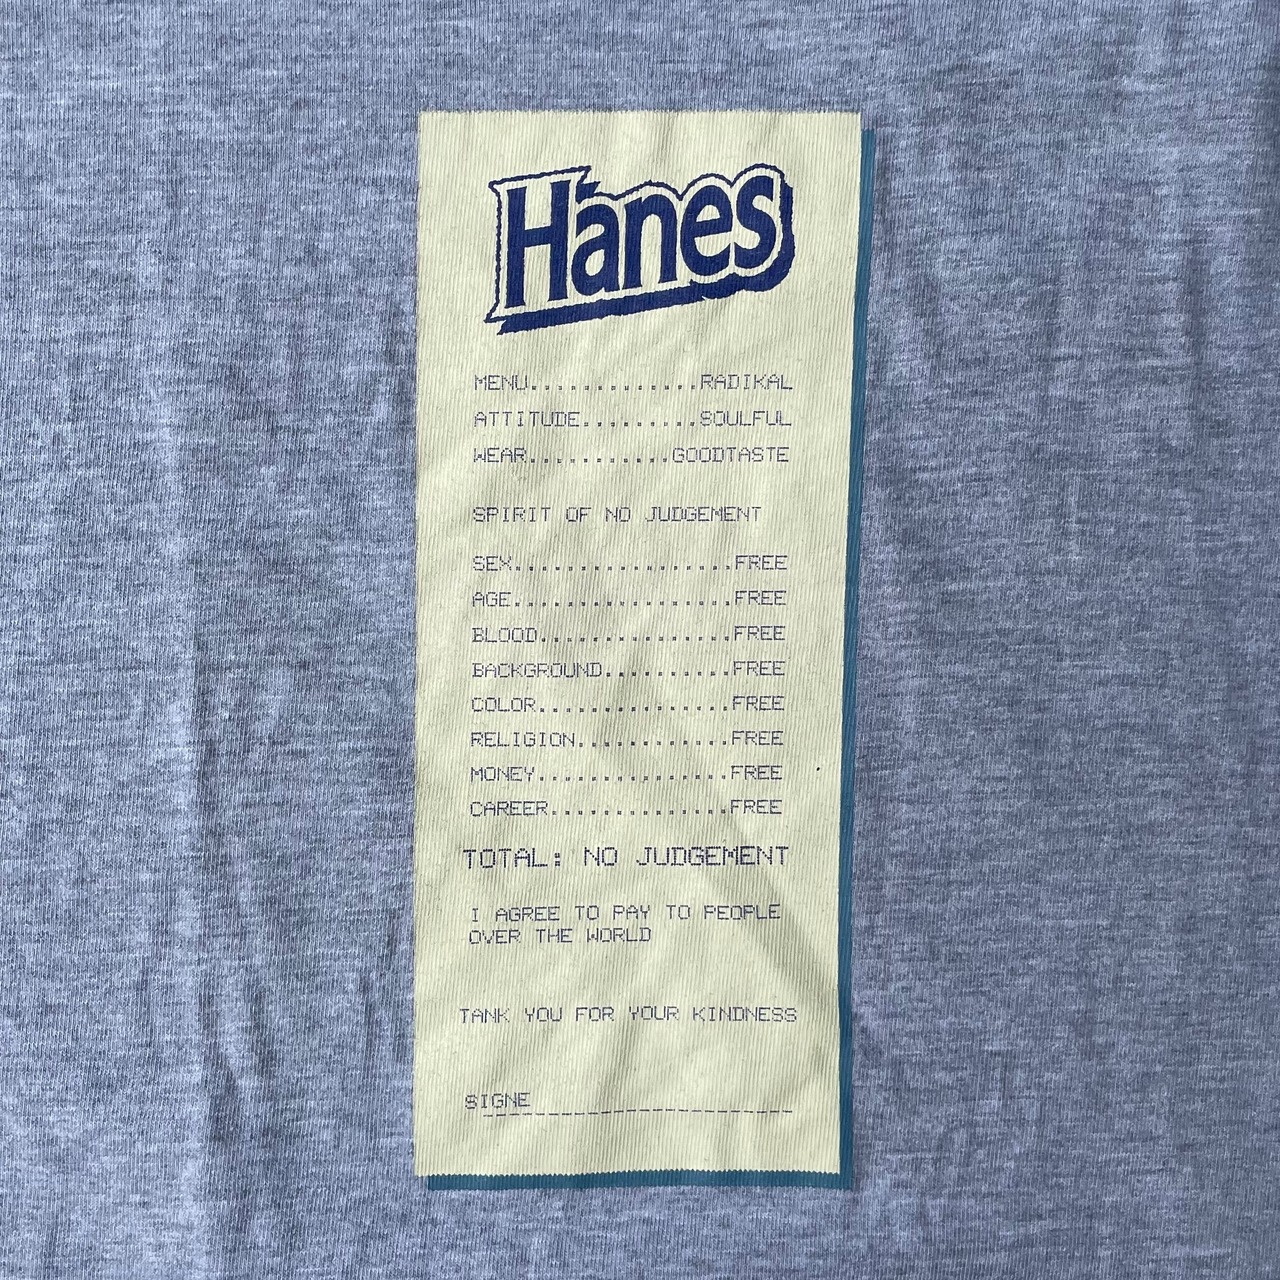 Hanes
MENU.............RADIKAL
ATTITUDE.........SOULFUL
WEAR...........GOODTASTE
SPIRIT OF NO JUDGEMENT
SEX.................FREE
AGE.................FREE
BLOOD...............FREE
BACKGROUND..........FREE
COLOR...............FREE
RELIGION............FREE
MONEY...............FREE
CAREER..............FREE
TOTAL: NO JUDGEMENT
I AGREE TO PAY TO PEOPLE
OVER THE WORLD
TANK YOU FOR YOUR KINDNESS
SIGNE